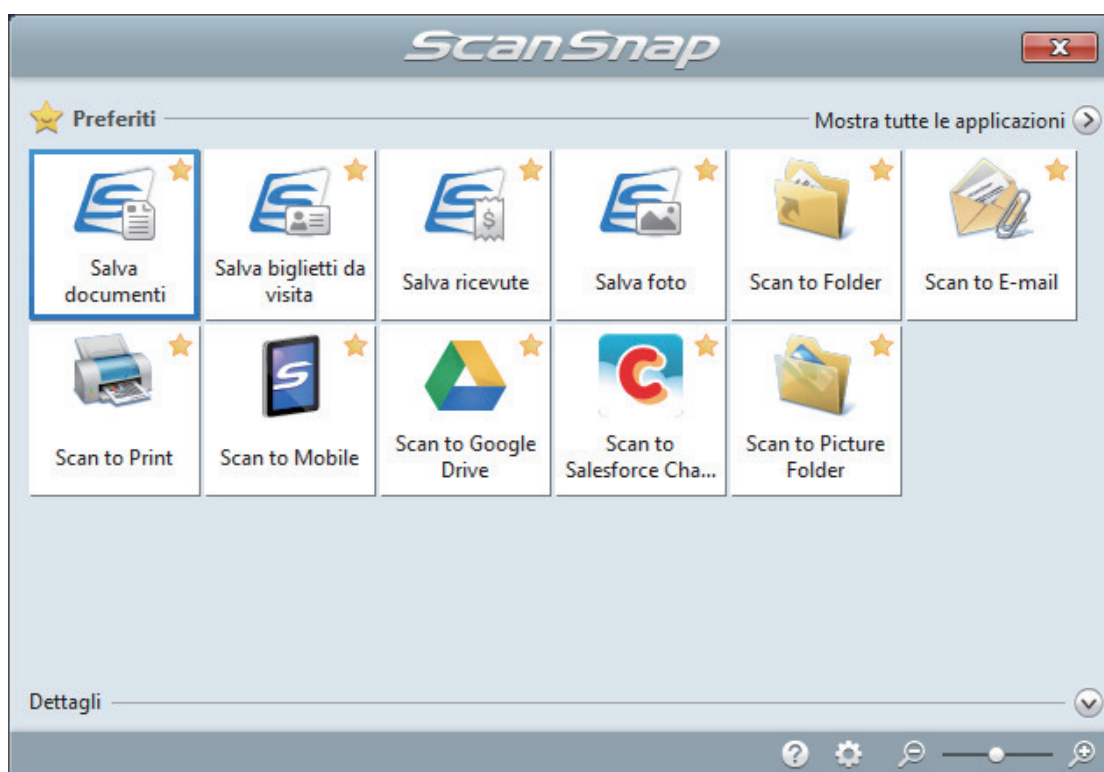 ScanSnap
Preferiti
Mostra tutte le applicazioni
Salva
documenti
Salva biglietti da
visita
Salva ricevute
Salva foto
Scan to Folder
Scan to E-mail
Scan to Print
Scan to Mobile
Scan to Google
Drive
Scan to
Salesforce Cha...
Scan to Picture
Folder
Dettagli